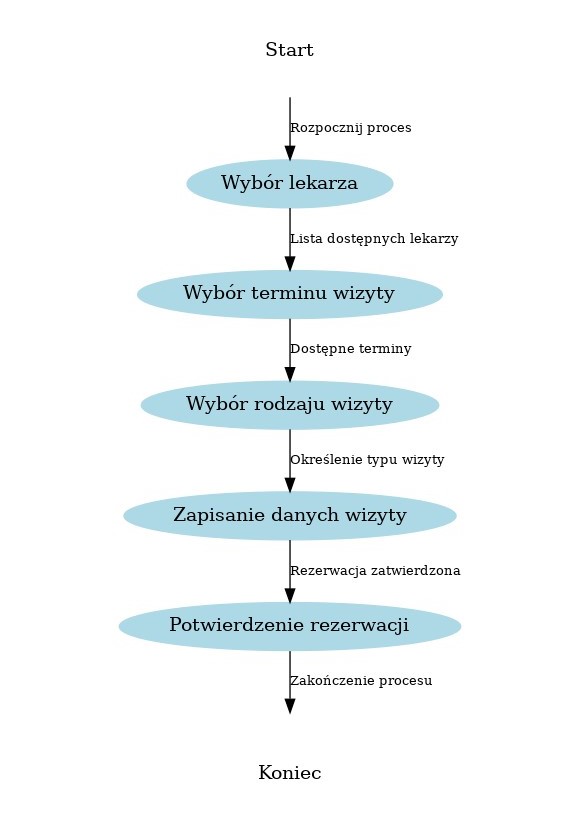 Start
Rozpocznij proces
Wybór lekarza
Lista dostępnych lekarzy
Wybór terminu wizyty
Dostępne terminy
Wybór rodzaju wizyty
Określenie typu wizyty
Zapisanie danych wizyty
Rezerwacja zatwierdzona
Potwierdzenie rezerwacji
Zakończenie procesu
Koniec